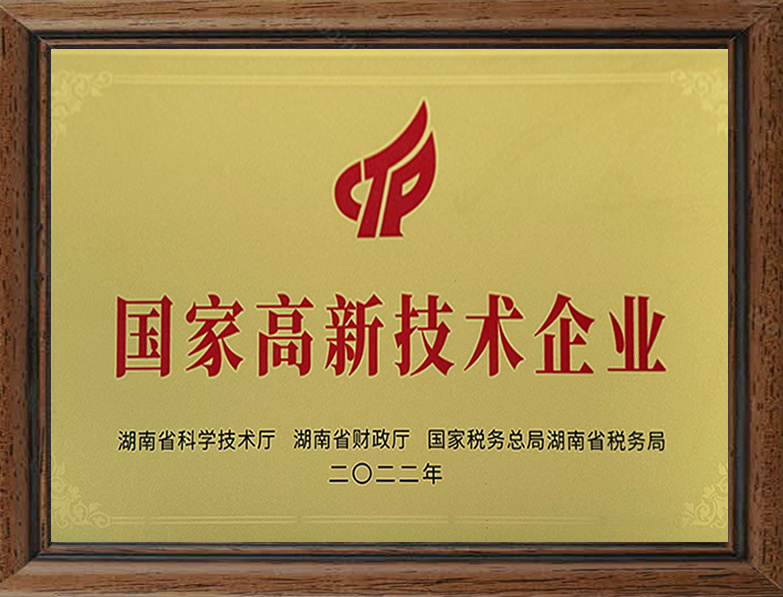 CTP
国家高新技术企业
湖南省科学技术厅 湖南省财政厅 国家税务总局湖南省税务局
二〇二二年